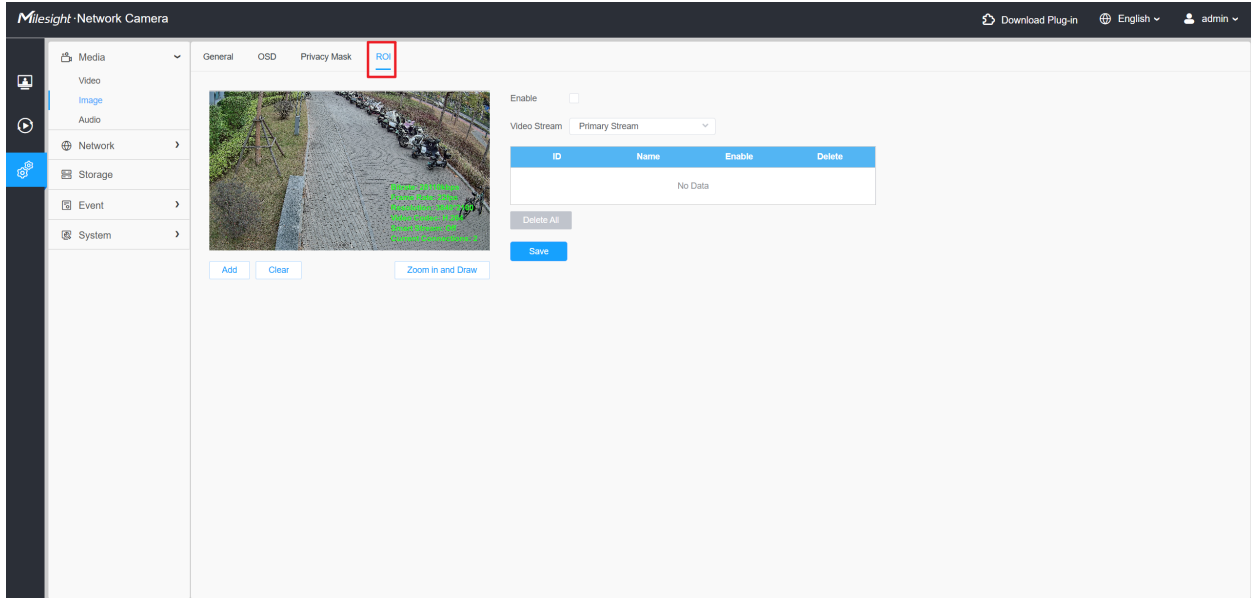 Milesight · Network Camera
Download Plug-in
English
admin
Media
Video
Image
Audio
Network
Storage
Event
System
General OSD Privacy Mask ROI
Add Clear Zoom in and Draw
Enable
Video Stream Primary Stream
ID Name Enable Delete
No Data
Delete All
Save